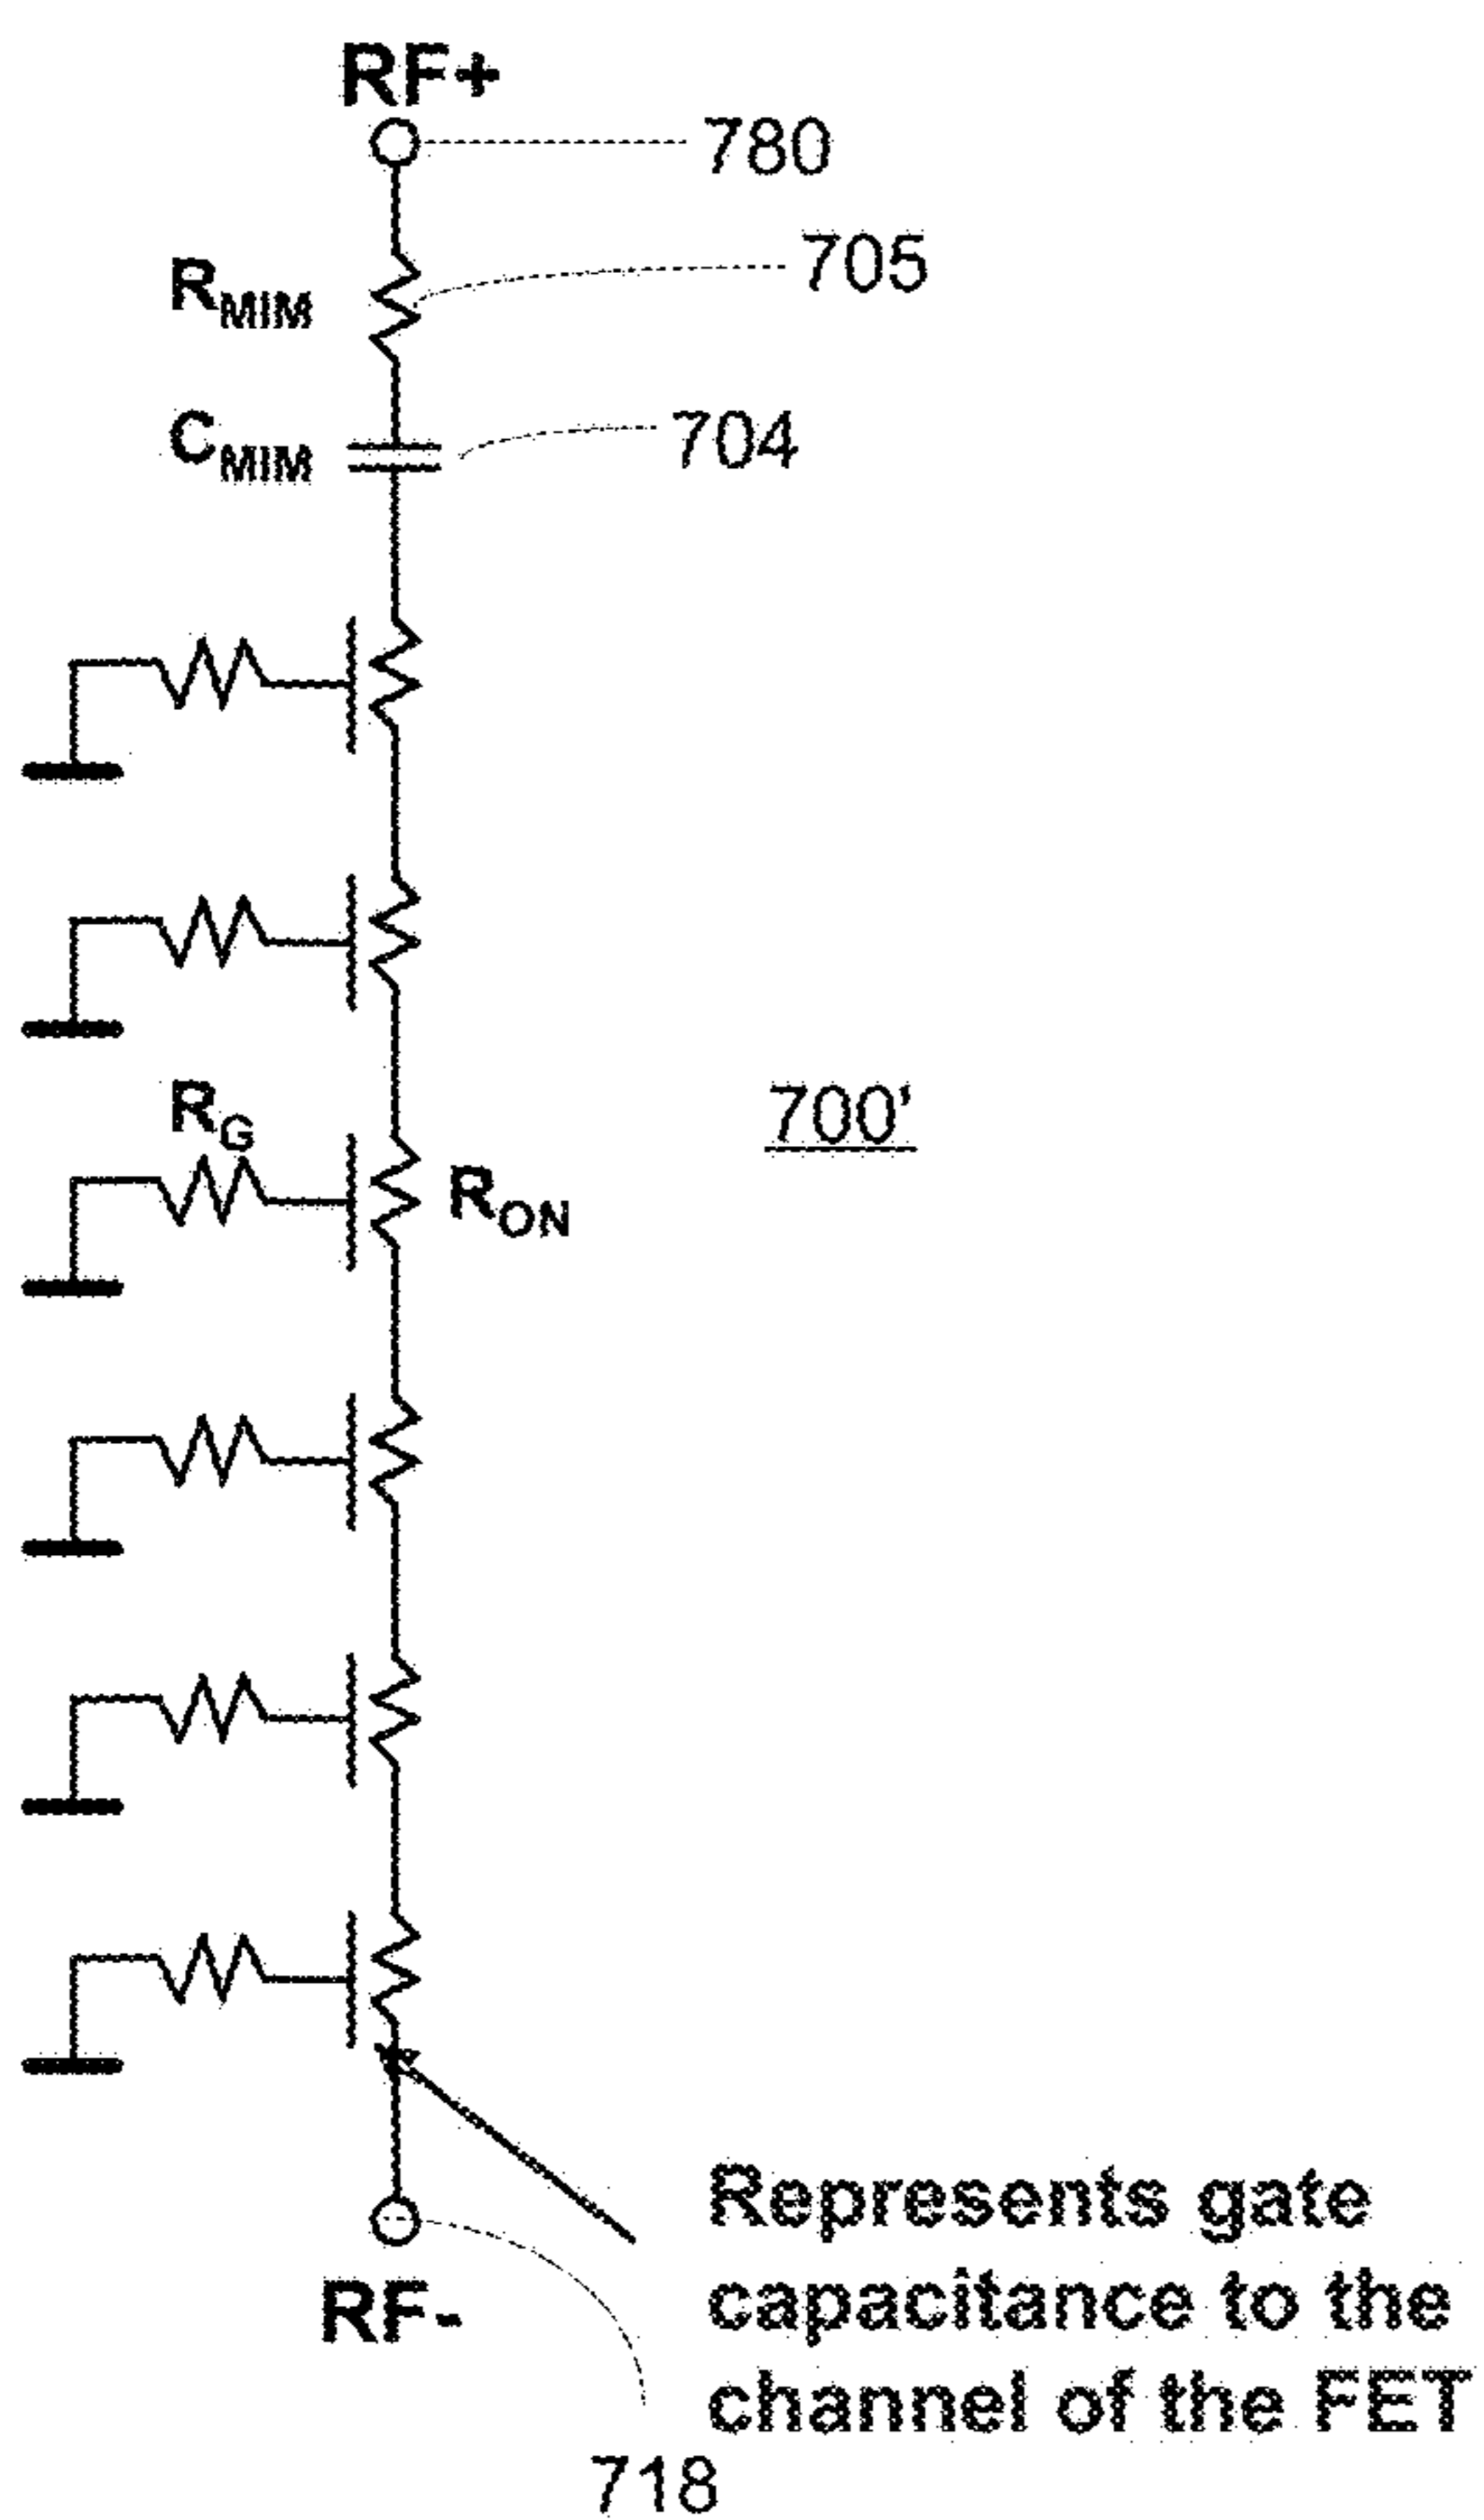 RF+
780
705
RMIM
CMIM
704
RG
700'
RON
Represents gate
capacitance to the
channel of the FET
RF-
718